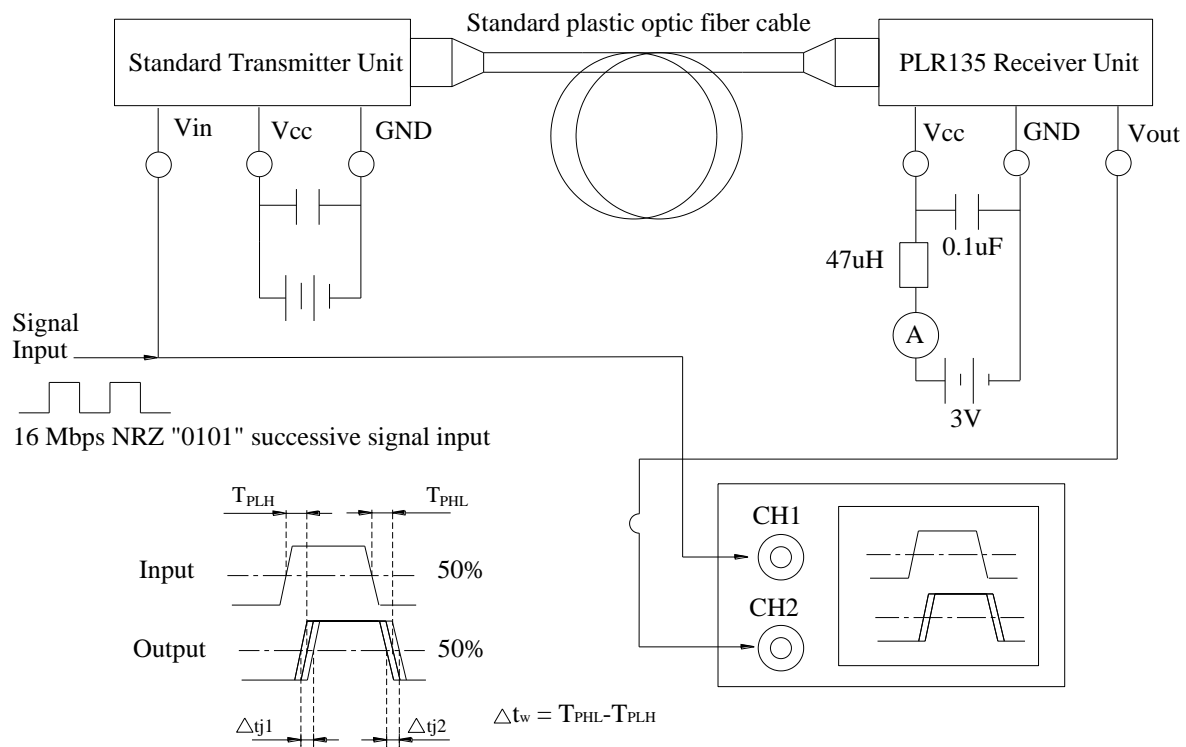 Standard plastic optic fiber cable
Standard Transmitter Unit
PLR135 Receiver Unit
Vin
Vcc
GND
Vcc
GND
Vout
0.1uF
47uH
A
3V
Signal
Input
16 Mbps NRZ "0101" successive signal input
TPLH
TPHL
Input
50%
Output
50%
△tj1
△tj2
△tw = TPHL-TPLH
CH1
CH2